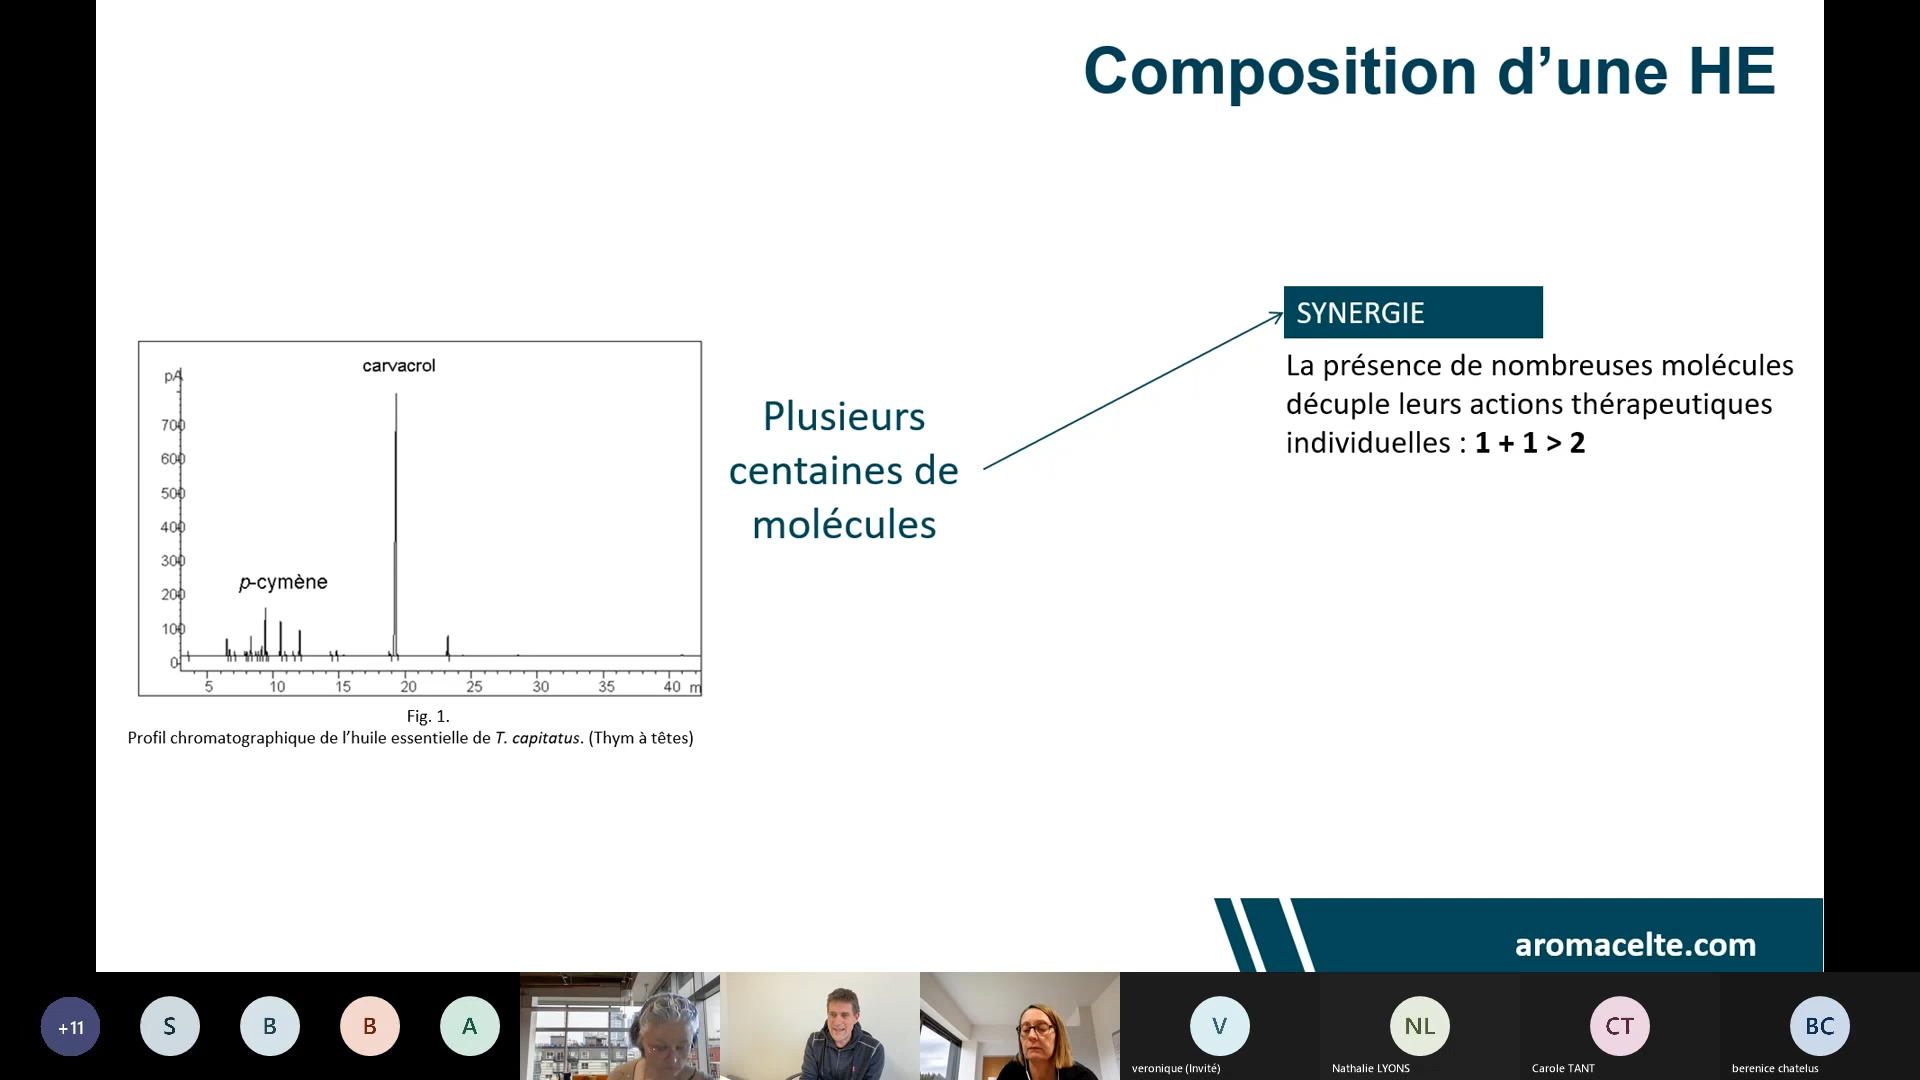 Composition d’une HE
SYNERGIE
La présence de nombreuses molécules
décuple leurs actions thérapeutiques
individuelles : 1 + 1 > 2
Plusieurs
centaines de
molécules
carvacrol
pA
700
600
500
400
300
200
100
0
p-cymène
5 10 15 20 25 30 35 40 m
Fig. 1.
Profil chromatographique de l’huile essentielle de T. capitatus. (Thym à têtes)
aromacelte.com
+11 S B B A V NL CT BC
veronique (Invité) Nathalie LYONS Carole TANT berenice chatelus